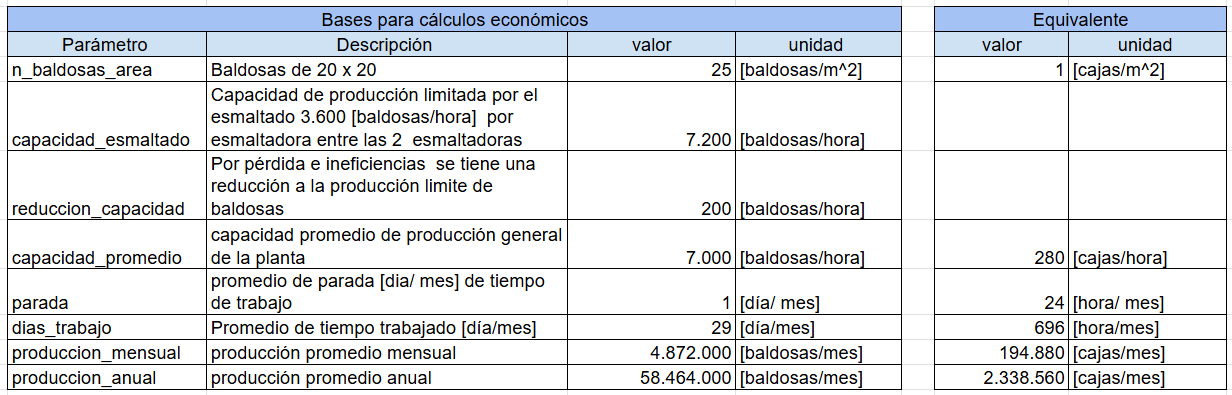 Bases para cálculos económicos Equivalente
Parámetro Descripción valor unidad valor unidad
n_baldosas_area Baldosas de 20 x 20 25 [baldosas/m^2] 1 [cajas/m^2]
Capacidad de producción limitada por el
esmaltado 3.600 [baldosas/hora] por
capacidad_esmaltado esmaltadora entre las 2 esmaltadoras 7.200 [baldosas/hora]
Por pérdida e ineficiencias se tiene una
reducción a la producción limite de
reduccion_capacidad baldosas 200 [baldosas/hora]
capacidad promedio de producción general
capacidad_promedio de la planta 7.000 [baldosas/hora] 280 [cajas/hora]
promedio de parada [dia/ mes] de tiempo
parada de trabajo 1 [día/ mes] 24 [hora/ mes]
dias_trabajo Promedio de tiempo trabajado [día/mes] 29 [día/mes] 696 [hora/mes]
produccion_mensual producción promedio mensual 4.872.000 [baldosas/mes] 194.880 [cajas/mes]
produccion_anual producción promedio anual 58.464.000 [baldosas/mes] 2.338.560 [cajas/mes]